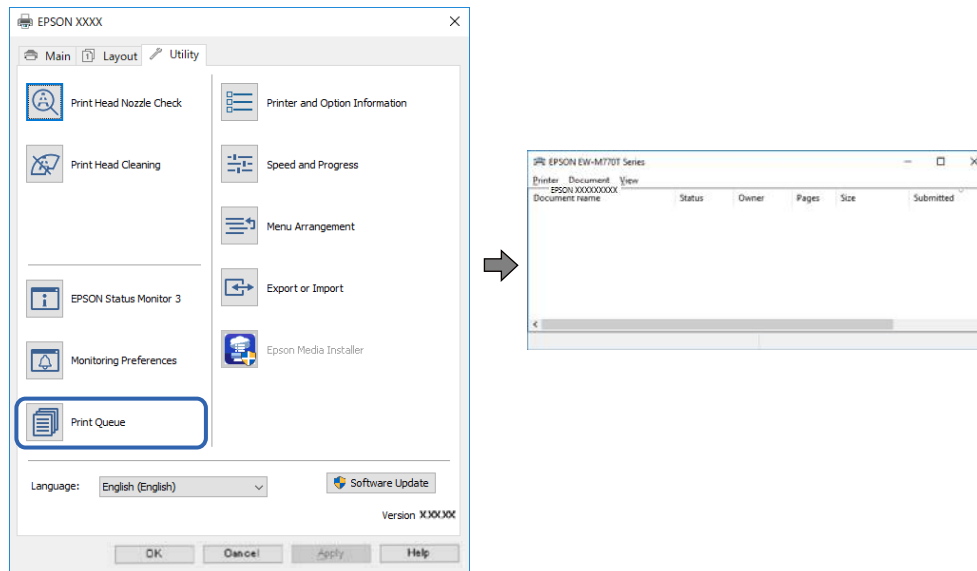 EPSON XXXX
Main
Layout
Utility
Print Head Nozzle Check
Printer and Option Information
Print Head Cleaning
Speed and Progress
Menu Arrangement
EPSON Status Monitor 3
Export or Import
Monitoring Preferences
Epson Media Installer
Print Queue
Language: English (English)
Software Update
Version X.XX.XX
OK Cancel Apply Help
EPSON EW-M770T Series
Printer Document View
EPSON XXXXXXXXX
Document Name Status Owner Pages Size Submitted